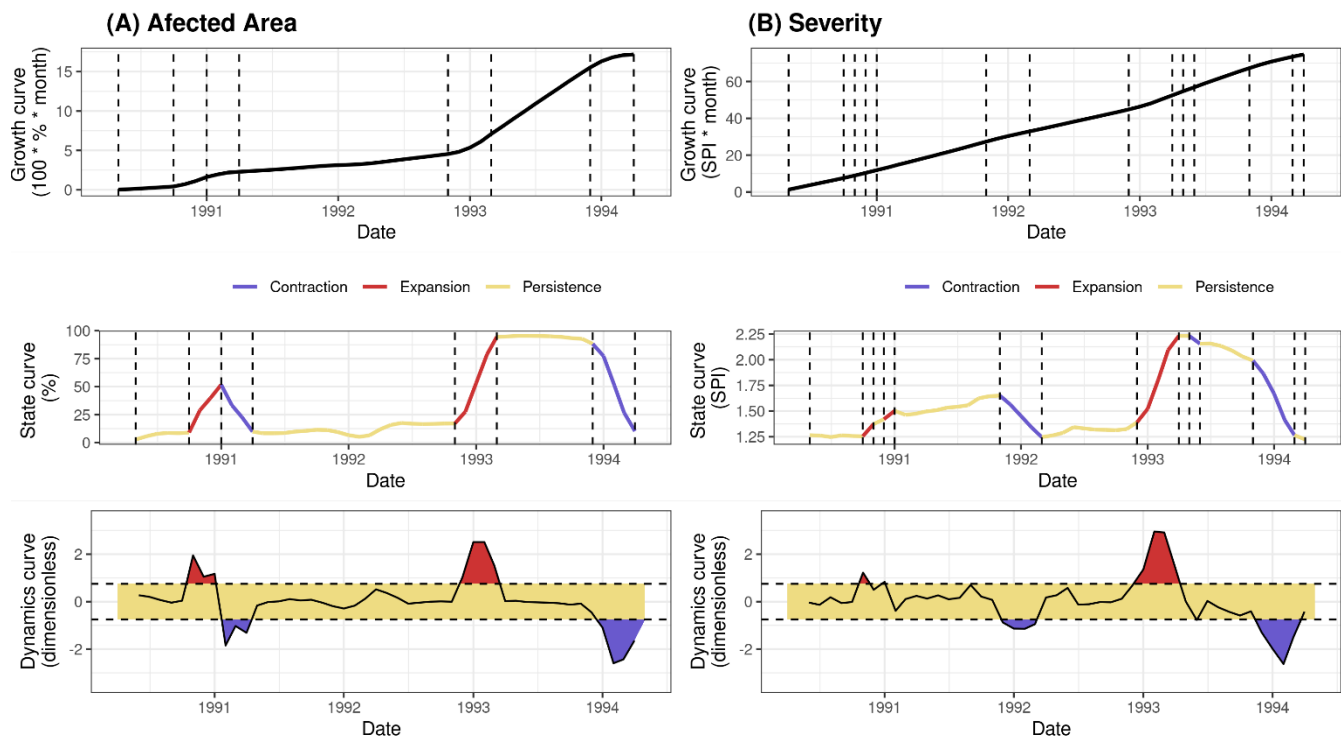 (A) Afected Area
Growth curve
(100 * % * month)
15
10
5
0
1991
1992
1993
1994
Date
(B) Severity
Growth curve
(SPI * month)
60
40
20
0
1991
1992
1993
1994
Date
Contraction
Expansion
Persistence
State curve
(%)
100
75
50
25
0
1991
1992
1993
1994
Date
Contraction
Expansion
Persistence
State curve
(SPI)
2.25
2.00
1.75
1.50
1.25
1991
1992
1993
1994
Date
Dynamics curve
(dimensionless)
2
0
-2
1991
1992
1993
1994
Date
Dynamics curve
(dimensionless)
2
0
-2
1991
1992
1993
1994
Date